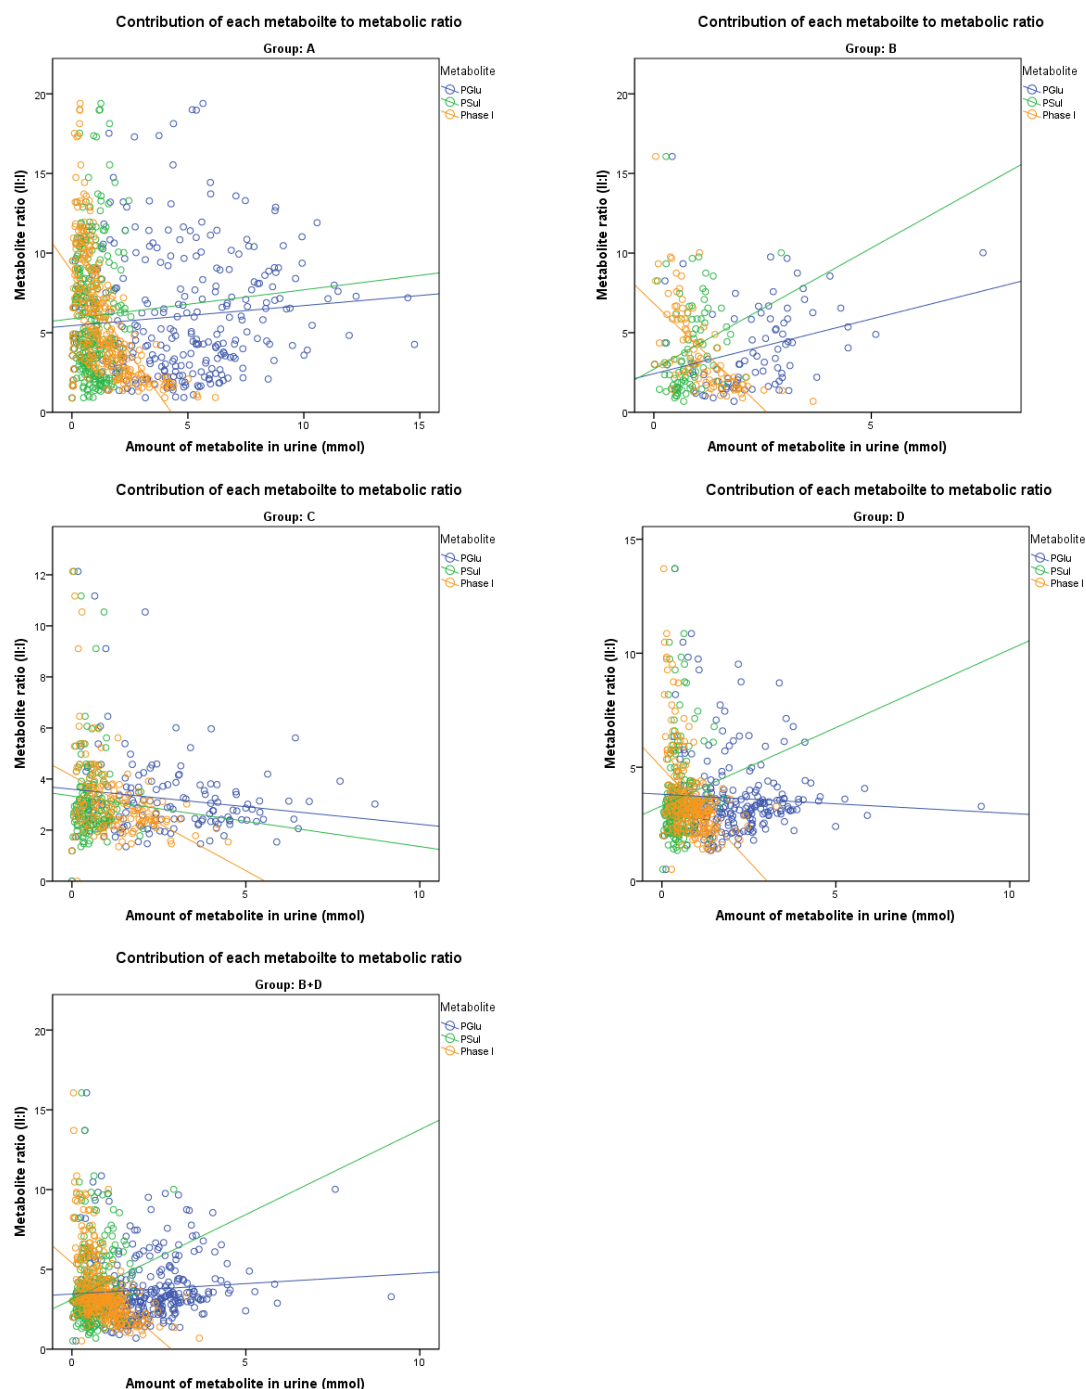 Contribution of each metaboilte to metabolic ratio
Group: A
Metabolite
PGlu
PSul
Phase I
20
15
10
5
0
Metabolite ratio (II:I)
0 5 10 15
Amount of metabolite in urine (mmol)
Contribution of each metaboilte to metabolic ratio
Group: B
Metabolite
PGlu
PSul
Phase I
20
15
10
5
0
Metabolite ratio (II:I)
0 5
Amount of metabolite in urine (mmol)
Contribution of each metaboilte to metabolic ratio
Group: C
Metabolite
PGlu
PSul
Phase I
12
10
8
6
4
2
0
Metabolite ratio (II:I)
0 5 10
Amount of metabolite in urine (mmol)
Contribution of each metaboilte to metabolic ratio
Group: D
Metabolite
PGlu
PSul
Phase I
15
10
5
0
Metabolite ratio (II:I)
0 5 10
Amount of metabolite in urine (mmol)
Contribution of each metaboilte to metabolic ratio
Group: B+D
Metabolite
PGlu
PSul
Phase I
20
15
10
5
0
Metabolite ratio (II:I)
0 5 10
Amount of metabolite in urine (mmol)